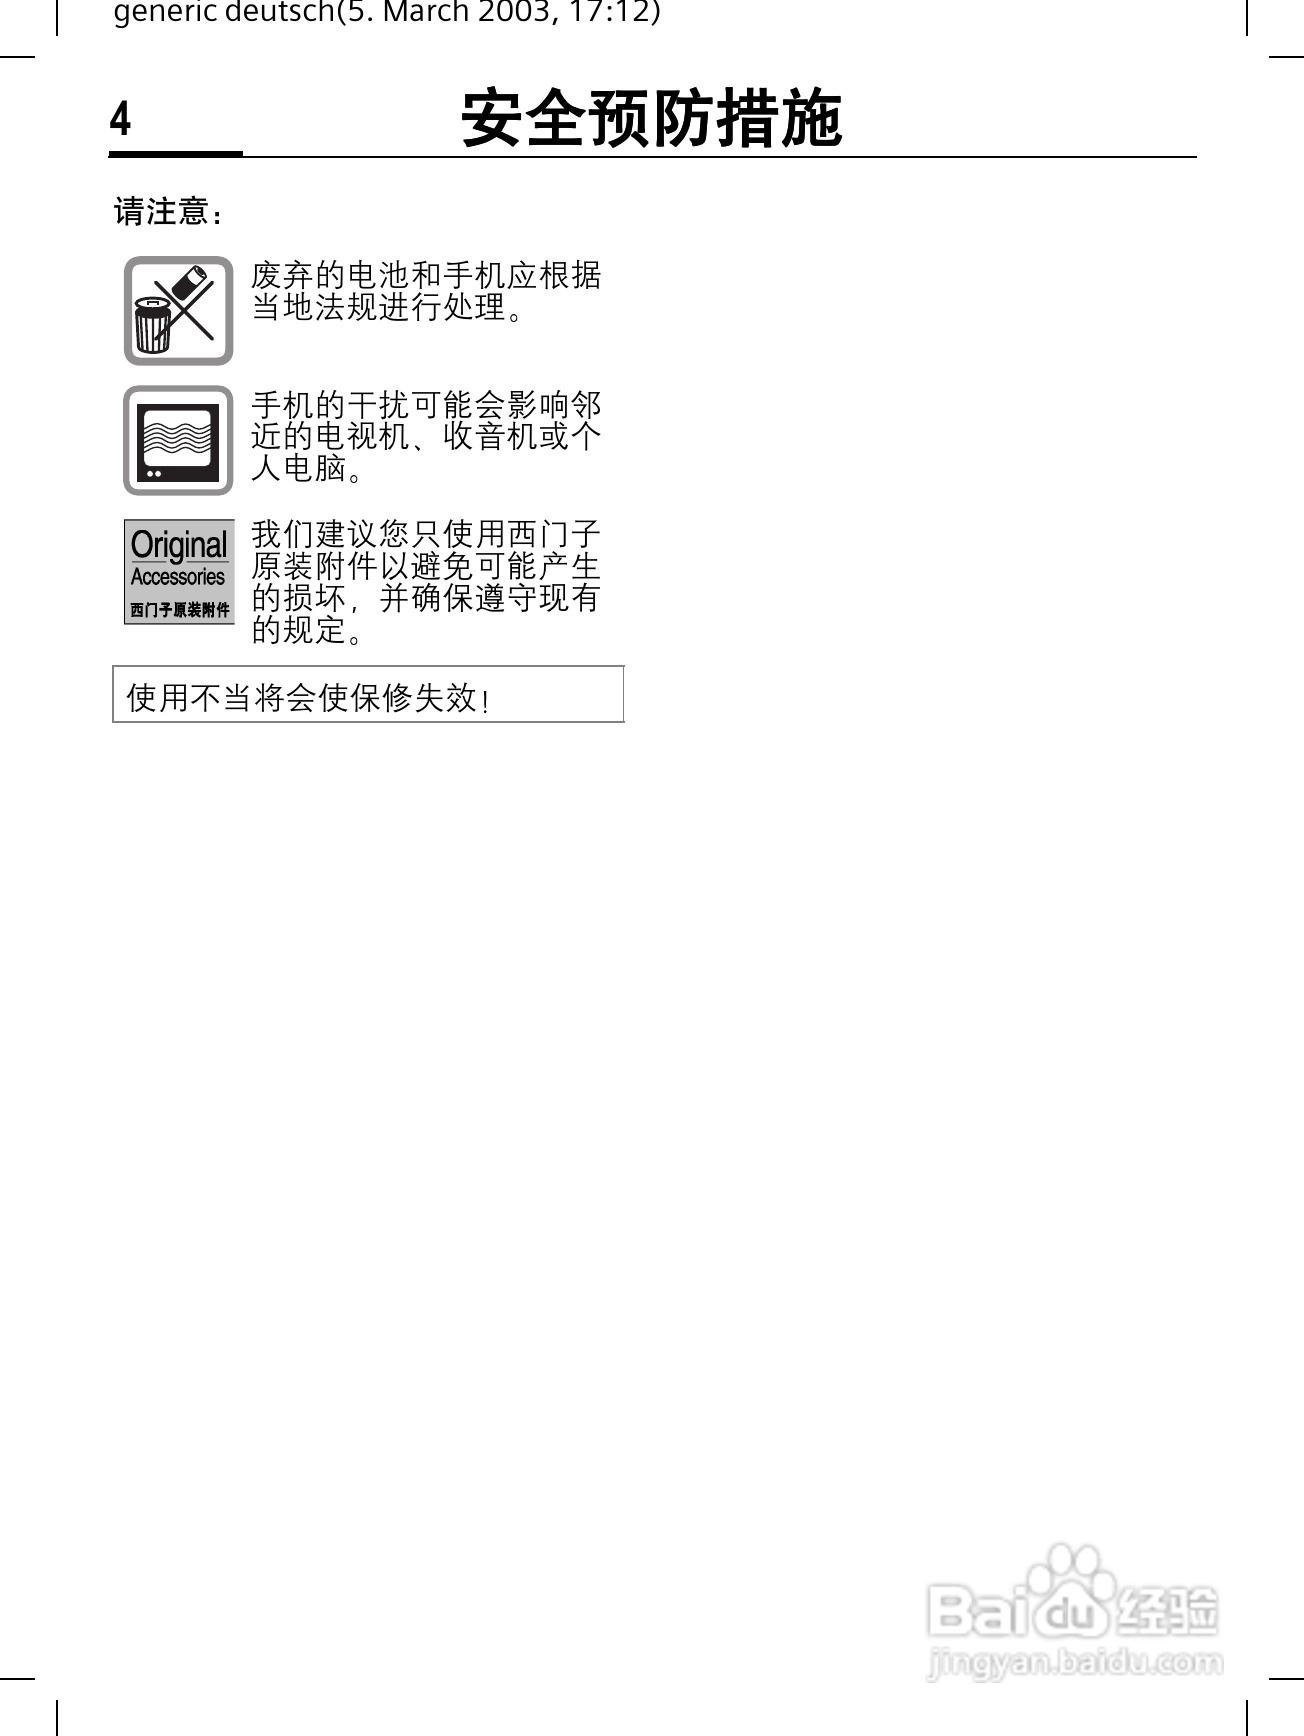 generic deutsch(5. March 2003, 17:12)
4
安全预防措施
请注意：
废弃的电池和手机应根据
当地法规进行处理。
手机的干扰可能会影响邻
近的电视机、收音机或个
人电脑。
Original
Accessories
西门子原装附件
我们建议您只使用西门子
原装附件以避免可能产生
的损坏，并确保遵守现有
的规定。
使用不当将会使保修失效！
Baidu经验
jingyan.baidu.com